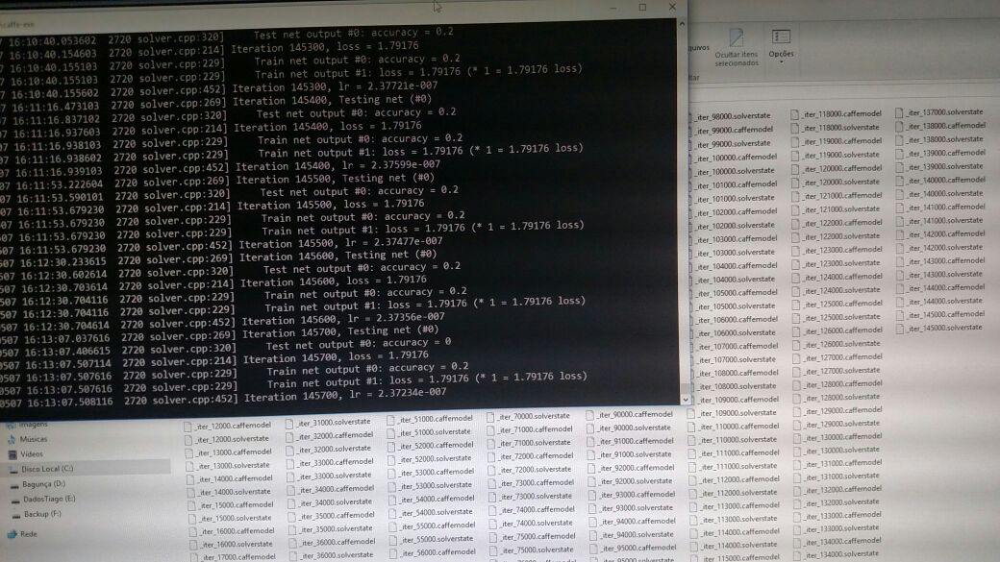 caffe.exe
7 16:10:40.053602 2720 solver.cpp:320] Test net output #0: accuracy = 0.2
7 16:10:40.154603 2720 solver.cpp:214] Iteration 145300, loss = 1.79176
7 16:10:40.155103 2720 solver.cpp:229] Train net output #0: accuracy = 0.2
7 16:10:40.155103 2720 solver.cpp:229] Train net output #1: loss = 1.79176 (* 1 = 1.79176 loss)
7 16:10:40.155602 2720 solver.cpp:452] Iteration 145300, lr = 2.37721e-007
7 16:11:16.473103 2720 solver.cpp:269] Iteration 145400, Testing net (#0)
07 16:11:16.837102 2720 solver.cpp:320] Test net output #0: accuracy = 0.2
07 16:11:16.937603 2720 solver.cpp:214] Iteration 145400, loss = 1.79176
07 16:11:16.938103 2720 solver.cpp:229] Train net output #0: accuracy = 0.2
07 16:11:16.938602 2720 solver.cpp:229] Train net output #1: loss = 1.79176 (* 1 = 1.79176 loss)
07 16:11:16.939103 2720 solver.cpp:452] Iteration 145400, lr = 2.37599e-007
07 16:11:53.222604 2720 solver.cpp:269] Iteration 145500, Testing net (#0)
07 16:11:53.590101 2720 solver.cpp:320] Test net output #0: accuracy = 0.2
07 16:11:53.679230 2720 solver.cpp:214] Iteration 145500, loss = 1.79176
07 16:11:53.679230 2720 solver.cpp:229] Train net output #0: accuracy = 0.2
07 16:11:53.679230 2720 solver.cpp:229] Train net output #1: loss = 1.79176 (* 1 = 1.79176 loss)
07 16:11:53.679230 2720 solver.cpp:452] Iteration 145500, lr = 2.37477e-007
07 16:12:30.233615 2720 solver.cpp:269] Iteration 145600, Testing net (#0)
07 16:12:30.602614 2720 solver.cpp:320] Test net output #0: accuracy = 0.2
507 16:12:30.703614 2720 solver.cpp:214] Iteration 145600, loss = 1.79176
507 16:12:30.704116 2720 solver.cpp:229] Train net output #0: accuracy = 0.2
507 16:12:30.704116 2720 solver.cpp:229] Train net output #1: loss = 1.79176 (* 1 = 1.79176 loss)
507 16:12:30.704614 2720 solver.cpp:452] Iteration 145600, lr = 2.37356e-007
507 16:13:07.037616 2720 solver.cpp:269] Iteration 145700, Testing net (#0)
0507 16:13:07.406615 2720 solver.cpp:320] Test net output #0: accuracy = 0
0507 16:13:07.507114 2720 solver.cpp:214] Iteration 145700, loss = 1.79176
0507 16:13:07.507616 2720 solver.cpp:229] Train net output #0: accuracy = 0.2
0507 16:13:07.507616 2720 solver.cpp:229] Train net output #1: loss = 1.79176 (* 1 = 1.79176 loss)
0507 16:13:07.508116 2720 solver.cpp:452] Iteration 145700, lr = 2.37234e-007
Ocultar itens
selecionados
Opções
Imagens
Músicas
Vídeos
Disco Local (C:)
Bagunça (D:)
DadosTiago (E:)
Backup (F:)
Rede
_iter_12000.caffemodel
_iter_12000.solverstate
_iter_13000.caffemodel
_iter_13000.solverstate
_iter_14000.caffemodel
_iter_14000.solverstate
_iter_15000.caffemodel
_iter_15000.solverstate
_iter_16000.caffemodel
_iter_16000.solverstate
_iter_17000.caffemodel
_iter_31000.solverstate
_iter_32000.caffemodel
_iter_32000.solverstate
_iter_33000.caffemodel
_iter_33000.solverstate
_iter_34000.caffemodel
_iter_34000.solverstate
_iter_35000.caffemodel
_iter_35000.solverstate
_iter_36000.caffemodel
_iter_36000.solverstate
_iter_51000.caffemodel
_iter_51000.solverstate
_iter_52000.caffemodel
_iter_52000.solverstate
_iter_53000.caffemodel
_iter_53000.solverstate
_iter_54000.caffemodel
_iter_54000.solverstate
_iter_55000.caffemodel
_iter_55000.solverstate
_iter_56000.caffemodel
_iter_70000.solverstate
_iter_71000.caffemodel
_iter_71000.solverstate
_iter_72000.caffemodel
_iter_72000.solverstate
_iter_73000.caffemodel
_iter_73000.solverstate
_iter_74000.caffemodel
_iter_74000.solverstate
_iter_75000.caffemodel
_iter_75000.solverstate
_iter_90000.caffemodel
_iter_90000.solverstate
_iter_91000.caffemodel
_iter_91000.solverstate
_iter_92000.caffemodel
_iter_92000.solverstate
_iter_93000.caffemodel
_iter_93000.solverstate
_iter_94000.caffemodel
_iter_94000.solverstate
_iter_95000.caffemodel
_iter_95000.solverstate
_iter_98000.solverstate
_iter_99000.caffemodel
_iter_99000.solverstate
_iter_100000.caffemodel
_iter_100000.solverstate
_iter_101000.caffemodel
_iter_101000.solverstate
_iter_102000.caffemodel
_iter_102000.solverstate
_iter_103000.caffemodel
_iter_103000.solverstate
_iter_104000.caffemodel
_iter_104000.solverstate
_iter_105000.caffemodel
_iter_105000.solverstate
_iter_106000.caffemodel
_iter_106000.solverstate
_iter_107000.caffemodel
_iter_107000.solverstate
_iter_108000.caffemodel
_iter_108000.solverstate
_iter_109000.caffemodel
_iter_109000.solverstate
_iter_110000.caffemodel
_iter_110000.solverstate
_iter_111000.caffemodel
_iter_111000.solverstate
_iter_112000.caffemodel
_iter_112000.solverstate
_iter_113000.caffemodel
_iter_113000.solverstate
_iter_114000.caffemodel
_iter_114000.solverstate
_iter_115000.caffemodel
_iter_118000.caffemodel
_iter_118000.solverstate
_iter_119000.caffemodel
_iter_119000.solverstate
_iter_120000.caffemodel
_iter_120000.solverstate
_iter_121000.caffemodel
_iter_121000.solverstate
_iter_122000.caffemodel
_iter_122000.solverstate
_iter_123000.caffemodel
_iter_123000.solverstate
_iter_124000.caffemodel
_iter_124000.solverstate
_iter_125000.caffemodel
_iter_125000.solverstate
_iter_126000.caffemodel
_iter_126000.solverstate
_iter_127000.caffemodel
_iter_127000.solverstate
_iter_128000.caffemodel
_iter_128000.solverstate
_iter_129000.caffemodel
_iter_129000.solverstate
_iter_130000.caffemodel
_iter_130000.solverstate
_iter_131000.caffemodel
_iter_131000.solverstate
_iter_132000.caffemodel
_iter_132000.solverstate
_iter_133000.caffemodel
_iter_133000.solverstate
_iter_134000.caffemodel
_iter_134000.solverstate
_iter_137000.solverstate
_iter_138000.caffemodel
_iter_138000.solverstate
_iter_139000.caffemodel
_iter_139000.solverstate
_iter_140000.caffemodel
_iter_140000.solverstate
_iter_141000.caffemodel
_iter_141000.solverstate
_iter_142000.caffemodel
_iter_142000.solverstate
_iter_143000.caffemodel
_iter_143000.solverstate
_iter_144000.caffemodel
_iter_144000.solverstate
_iter_145000.caffemodel
_iter_145000.solverstate